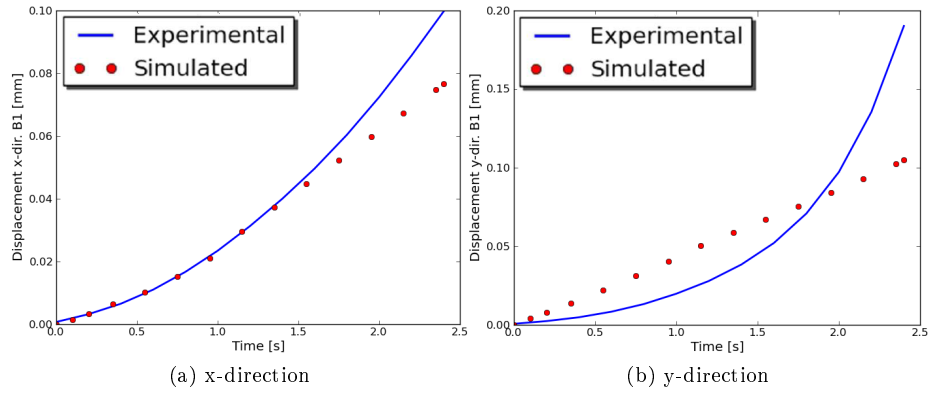 Experimental
Simulated
Displacement x-dir. B1 [mm]
0.10
0.08
0.06
0.04
0.02
0.00
0.0 0.5 1.0 1.5 2.0 2.5
Time [s]
(a) x-direction
Experimental
Simulated
Displacement y-dir. B1 [mm]
0.20
0.15
0.10
0.05
0.00
0.0 0.5 1.0 1.5 2.0 2.5
Time [s]
(b) y-direction